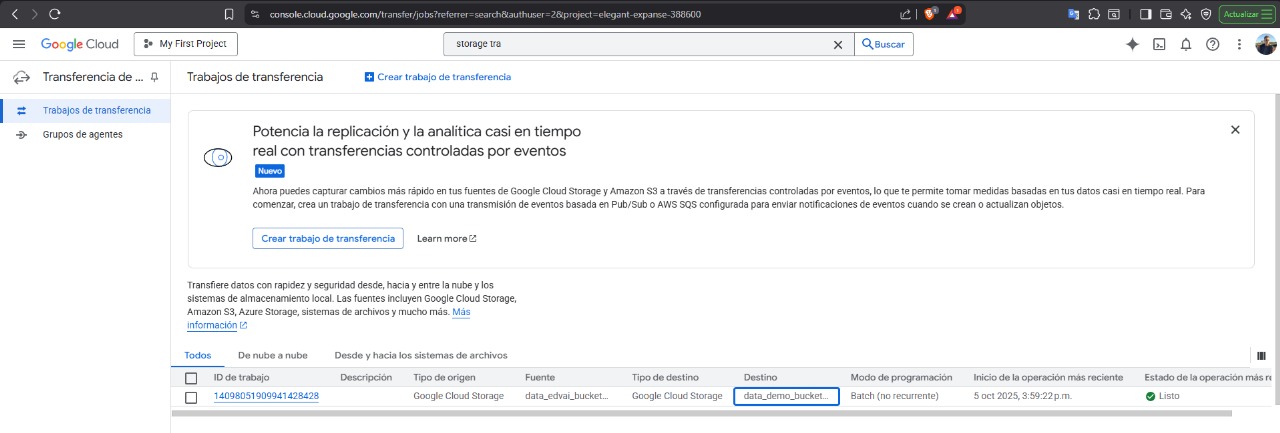 console.cloud.google.com/transfer/jobs?referrer=search&authuser=2&project=elegant-expanse-388600
Actualizar
Google Cloud
My First Project
storage tra
Buscar
Transferencia de ...
Trabajos de transferencia
Crear trabajo de transferencia
Trabajos de transferencia
Grupos de agentes
Potencia la replicación y la analítica casi en tiempo
real con transferencias controladas por eventos
Nuevo
Ahora puedes capturar cambios más rápido en tus fuentes de Google Cloud Storage y Amazon S3 a través de transferencias controladas por eventos, lo que te permite tomar medidas basadas en tus datos casi en tiempo real. Para
comenzar, crea un trabajo de transferencia con una transmisión de eventos basada en Pub/Sub o AWS SQS configurada para enviar notificaciones de eventos cuando se crean o actualizan objetos.
Crear trabajo de transferencia
Learn more
Transfiere datos con rapidez y seguridad desde, hacia y entre la nube y los
sistemas de almacenamiento local. Las fuentes incluyen Google Cloud Storage,
Amazon S3, Azure Storage, sistemas de archivos y mucho más. Más
información
Todos De nube a nube Desde y hacia los sistemas de archivos
ID de trabajo Descripción Tipo de origen Fuente Tipo de destino Destino Modo de programación Inicio de la operación más reciente Estado de la operación más re
14098051909941428428 Google Cloud Storage data_edvai_bucket... Google Cloud Storage data_demo_bucket... Batch (no recurrente) 5 oct 2025, 3:59:22 p.m. Listo